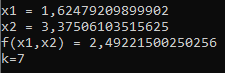 x1 = 1,62479209899902
x2 = 3,37506103515625
f(x1,x2) = 2,49221500250256
k=7